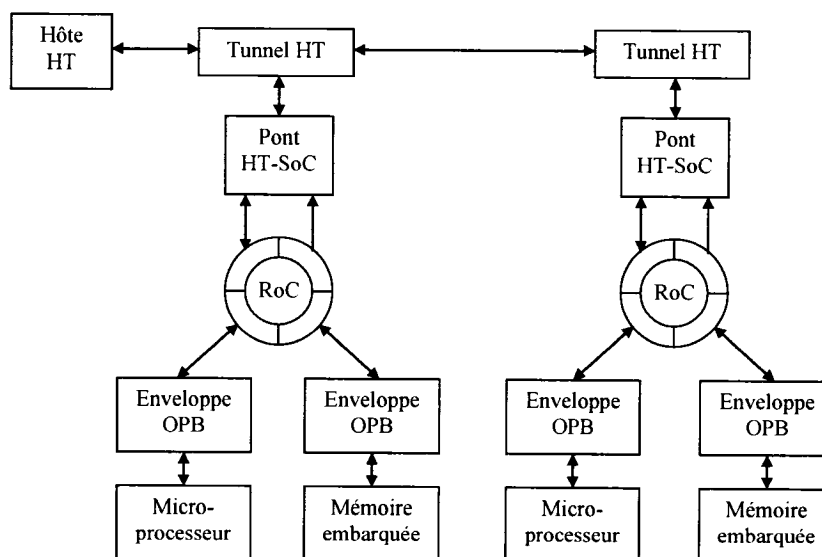 Hôte
HT
Tunnel HT
Tunnel HT
Pont
HT-SoC
Pont
HT-SoC
RoC
RoC
Enveloppe
OPB
Enveloppe
OPB
Enveloppe
OPB
Enveloppe
OPB
Micro-
processeur
Mémoire
embarquée
Micro-
processeur
Mémoire
embarquée